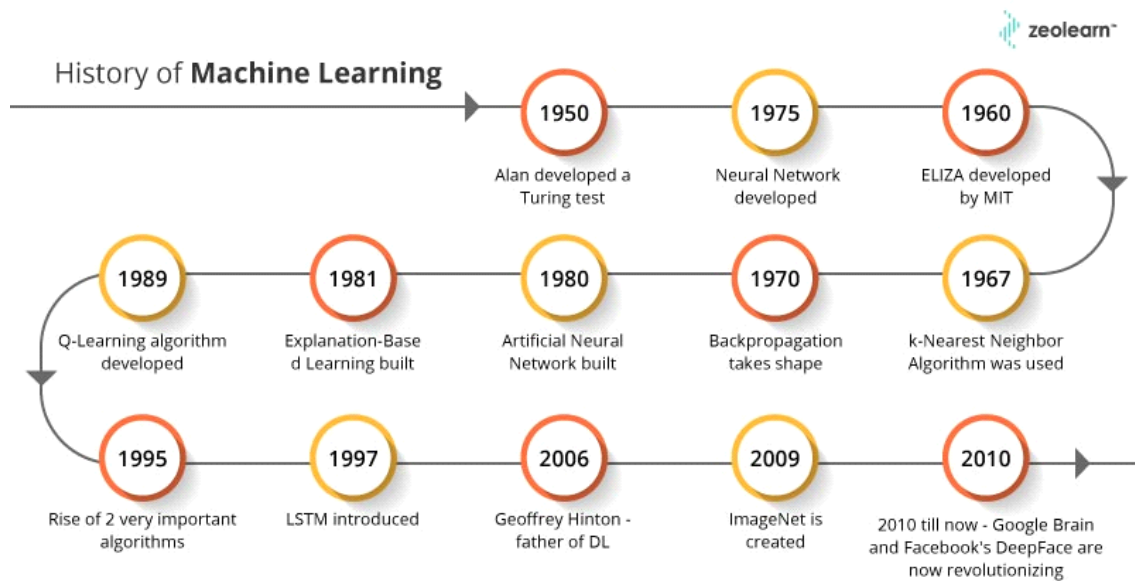 zeolearn™
History of Machine Learning
1950
Alan developed a
Turing test
1975
Neural Network
developed
1960
ELIZA developed
by MIT
1967
k-Nearest Neighbor
Algorithm was used
1970
Backpropagation
takes shape
1980
Artificial Neural
Network built
1981
Explanation-Base
d Learning built
1989
Q-Learning algorithm
developed
1995
Rise of 2 very important
algorithms
1997
LSTM introduced
2006
Geoffrey Hinton -
father of DL
2009
ImageNet is
created
2010
2010 till now - Google Brain
and Facebook's DeepFace are
now revolutionizing